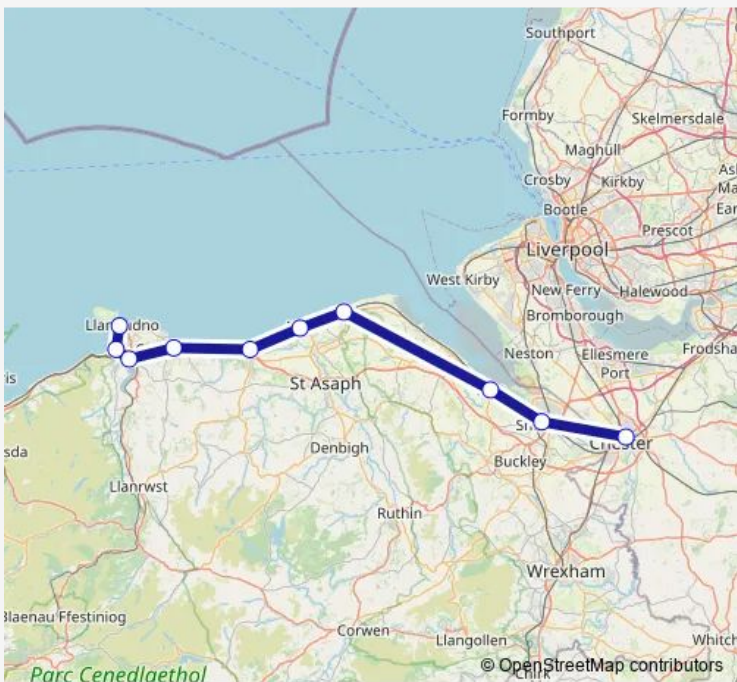 Southport
Formby
Skelmersdale
Maghull
Crosby
Kirkby
Bootle
Prescot
Liverpool
West Kirby
New Ferry
Halewood
Bromborough
Neston
Ellesmere
Port
St Asaph
Chester
Denbigh
Buckley
Llanrwst
Ruthin
Wrexham
Blaenau Ffestiniog
Corwen
Llangollen
Whitch
© OpenStreetMap contributors
Parc Cenedlaethol
Chirk